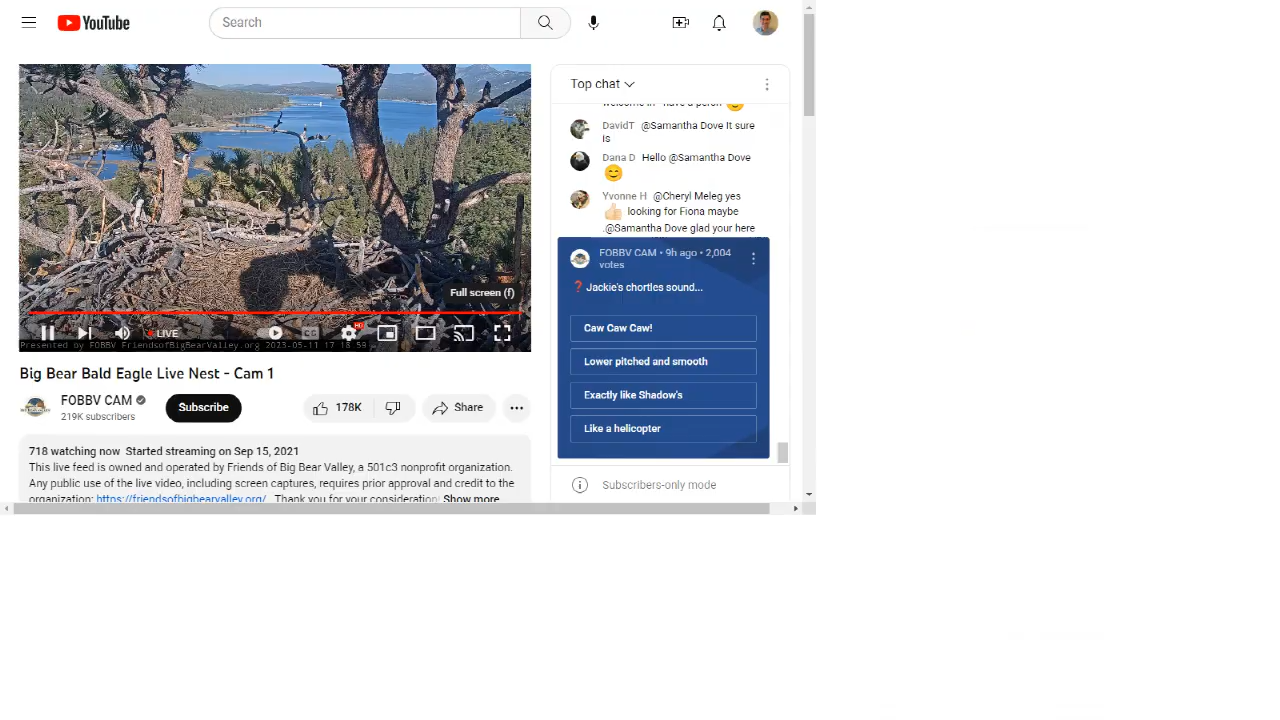 YouTube
Search
Full screen (f)
LIVE
CC
HD
Presented by FOBBV FriendsofBigBearValley.org 2023-05-11 17 18:59
Big Bear Bald Eagle Live Nest - Cam 1
FOBBV CAM
219K subscribers
Subscribe
178K
Share
718 watching now Started streaming on Sep 15, 2021
This live feed is owned and operated by Friends of Big Bear Valley, a 501c3 nonprofit organization.
Any public use of the live video, including screen captures, requires prior approval and credit to the
organization: https://friendsofbigbearvalley.org/ . Thank you for your consideration! Show more
Top chat
welcome in have a perch
DavidT @Samantha Dove It sure
is
Dana D Hello @Samantha Dove
Yvonne H @Cheryl Meleg yes
looking for Fiona maybe
.@Samantha Dove glad your here
FOBBV CAM • 9h ago • 2,004
votes
❓Jackie's chortles sound...
Caw Caw Caw!
Lower pitched and smooth
Exactly like Shadow's
Like a helicopter
Subscribers-only mode